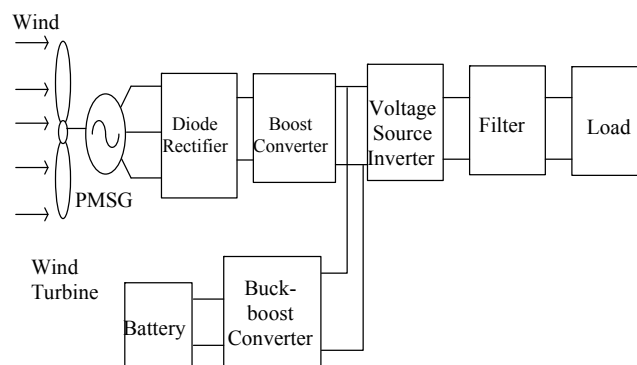 Wind
Diode
Rectifier
Boost
Converter
Voltage
Source
Inverter
Filter
Load
PMSG
Wind
Turbine
Battery
Buck-
boost
Converter